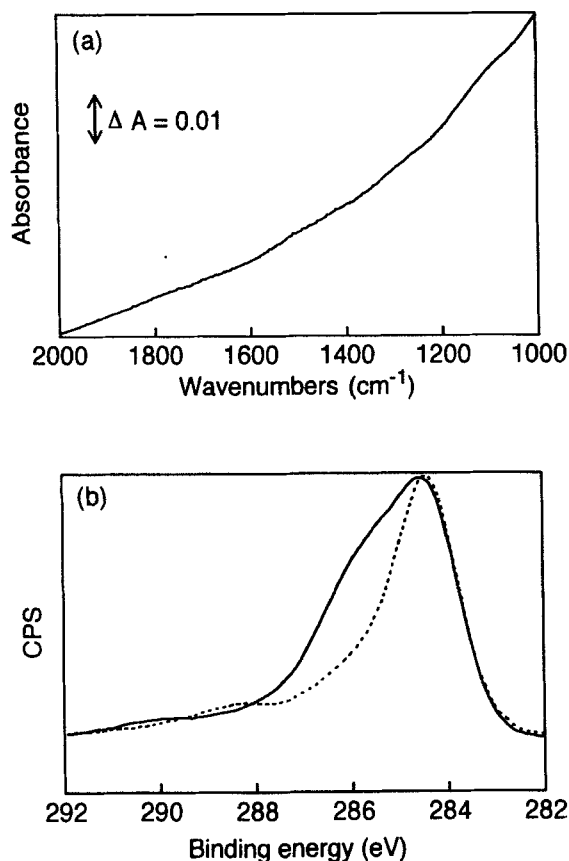 (a)
Δ A = 0.01
Absorbance
2000 1800 1600 1400 1200 1000
Wavenumbers (cm⁻¹)
(b)
CPS
292 290 288 286 284 282
Binding energy (eV)